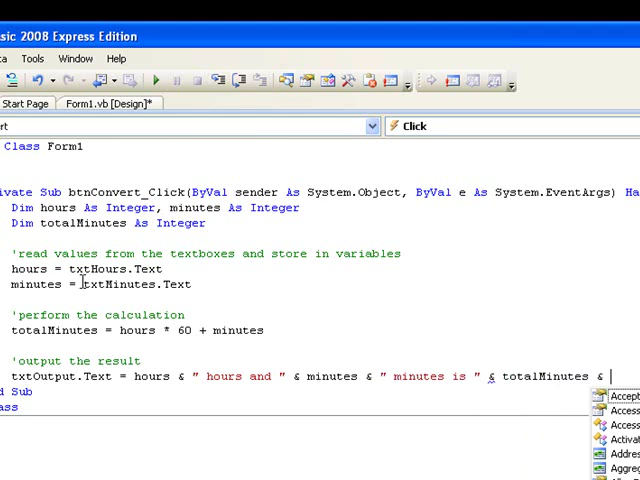 sic 2008 Express Edition
ta Tools Window Help
Start Page Form1.vb [Design]*
rt Click
Class Form1
ivate Sub btnConvert_Click(ByVal sender As System.Object, ByVal e As System.EventArgs) Ha
Dim hours As Integer, minutes As Integer
Dim totalMinutes As Integer
'read values from the textboxes and store in variables
hours = txtHours.Text
minutes = txtMinutes.Text
'perform the calculation
totalMinutes = hours * 60 + minutes
'output the result
txtOutput.Text = hours & " hours and " & minutes & " minutes is " & totalMinutes &
d Sub
ass
Accept
Access
Access
Activa
Addres
Aggreg